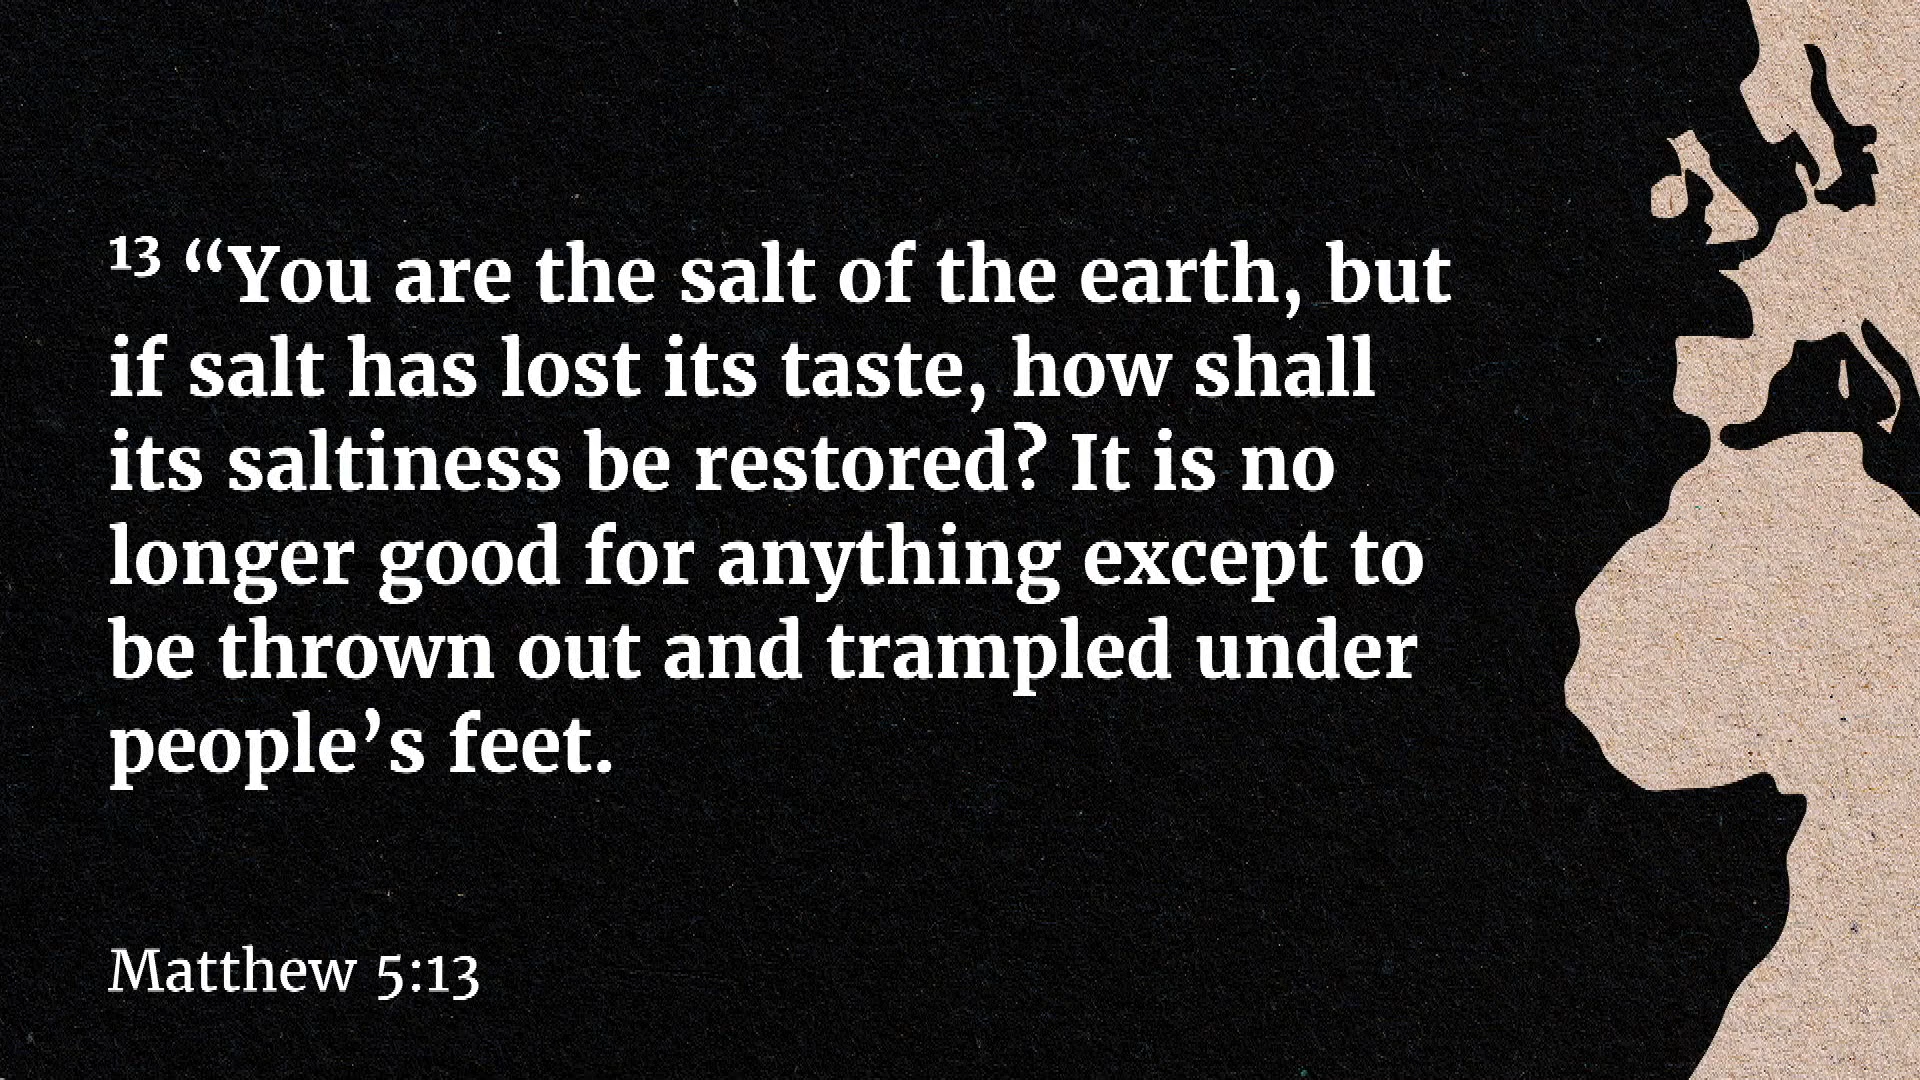 13 “You are the salt of the earth, but
if salt has lost its taste, how shall
its saltiness be restored? It is no
longer good for anything except to
be thrown out and trampled under
people’s feet.
Matthew 5:13